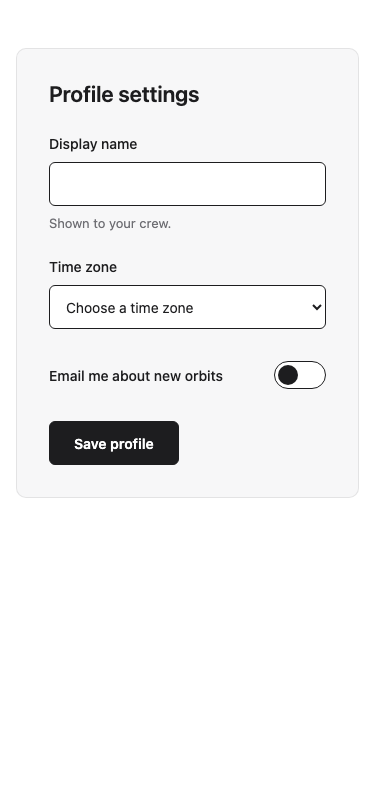 Profile settings
Display name
Shown to your crew.
Time zone
Choose a time zone
Email me about new orbits
Save profile